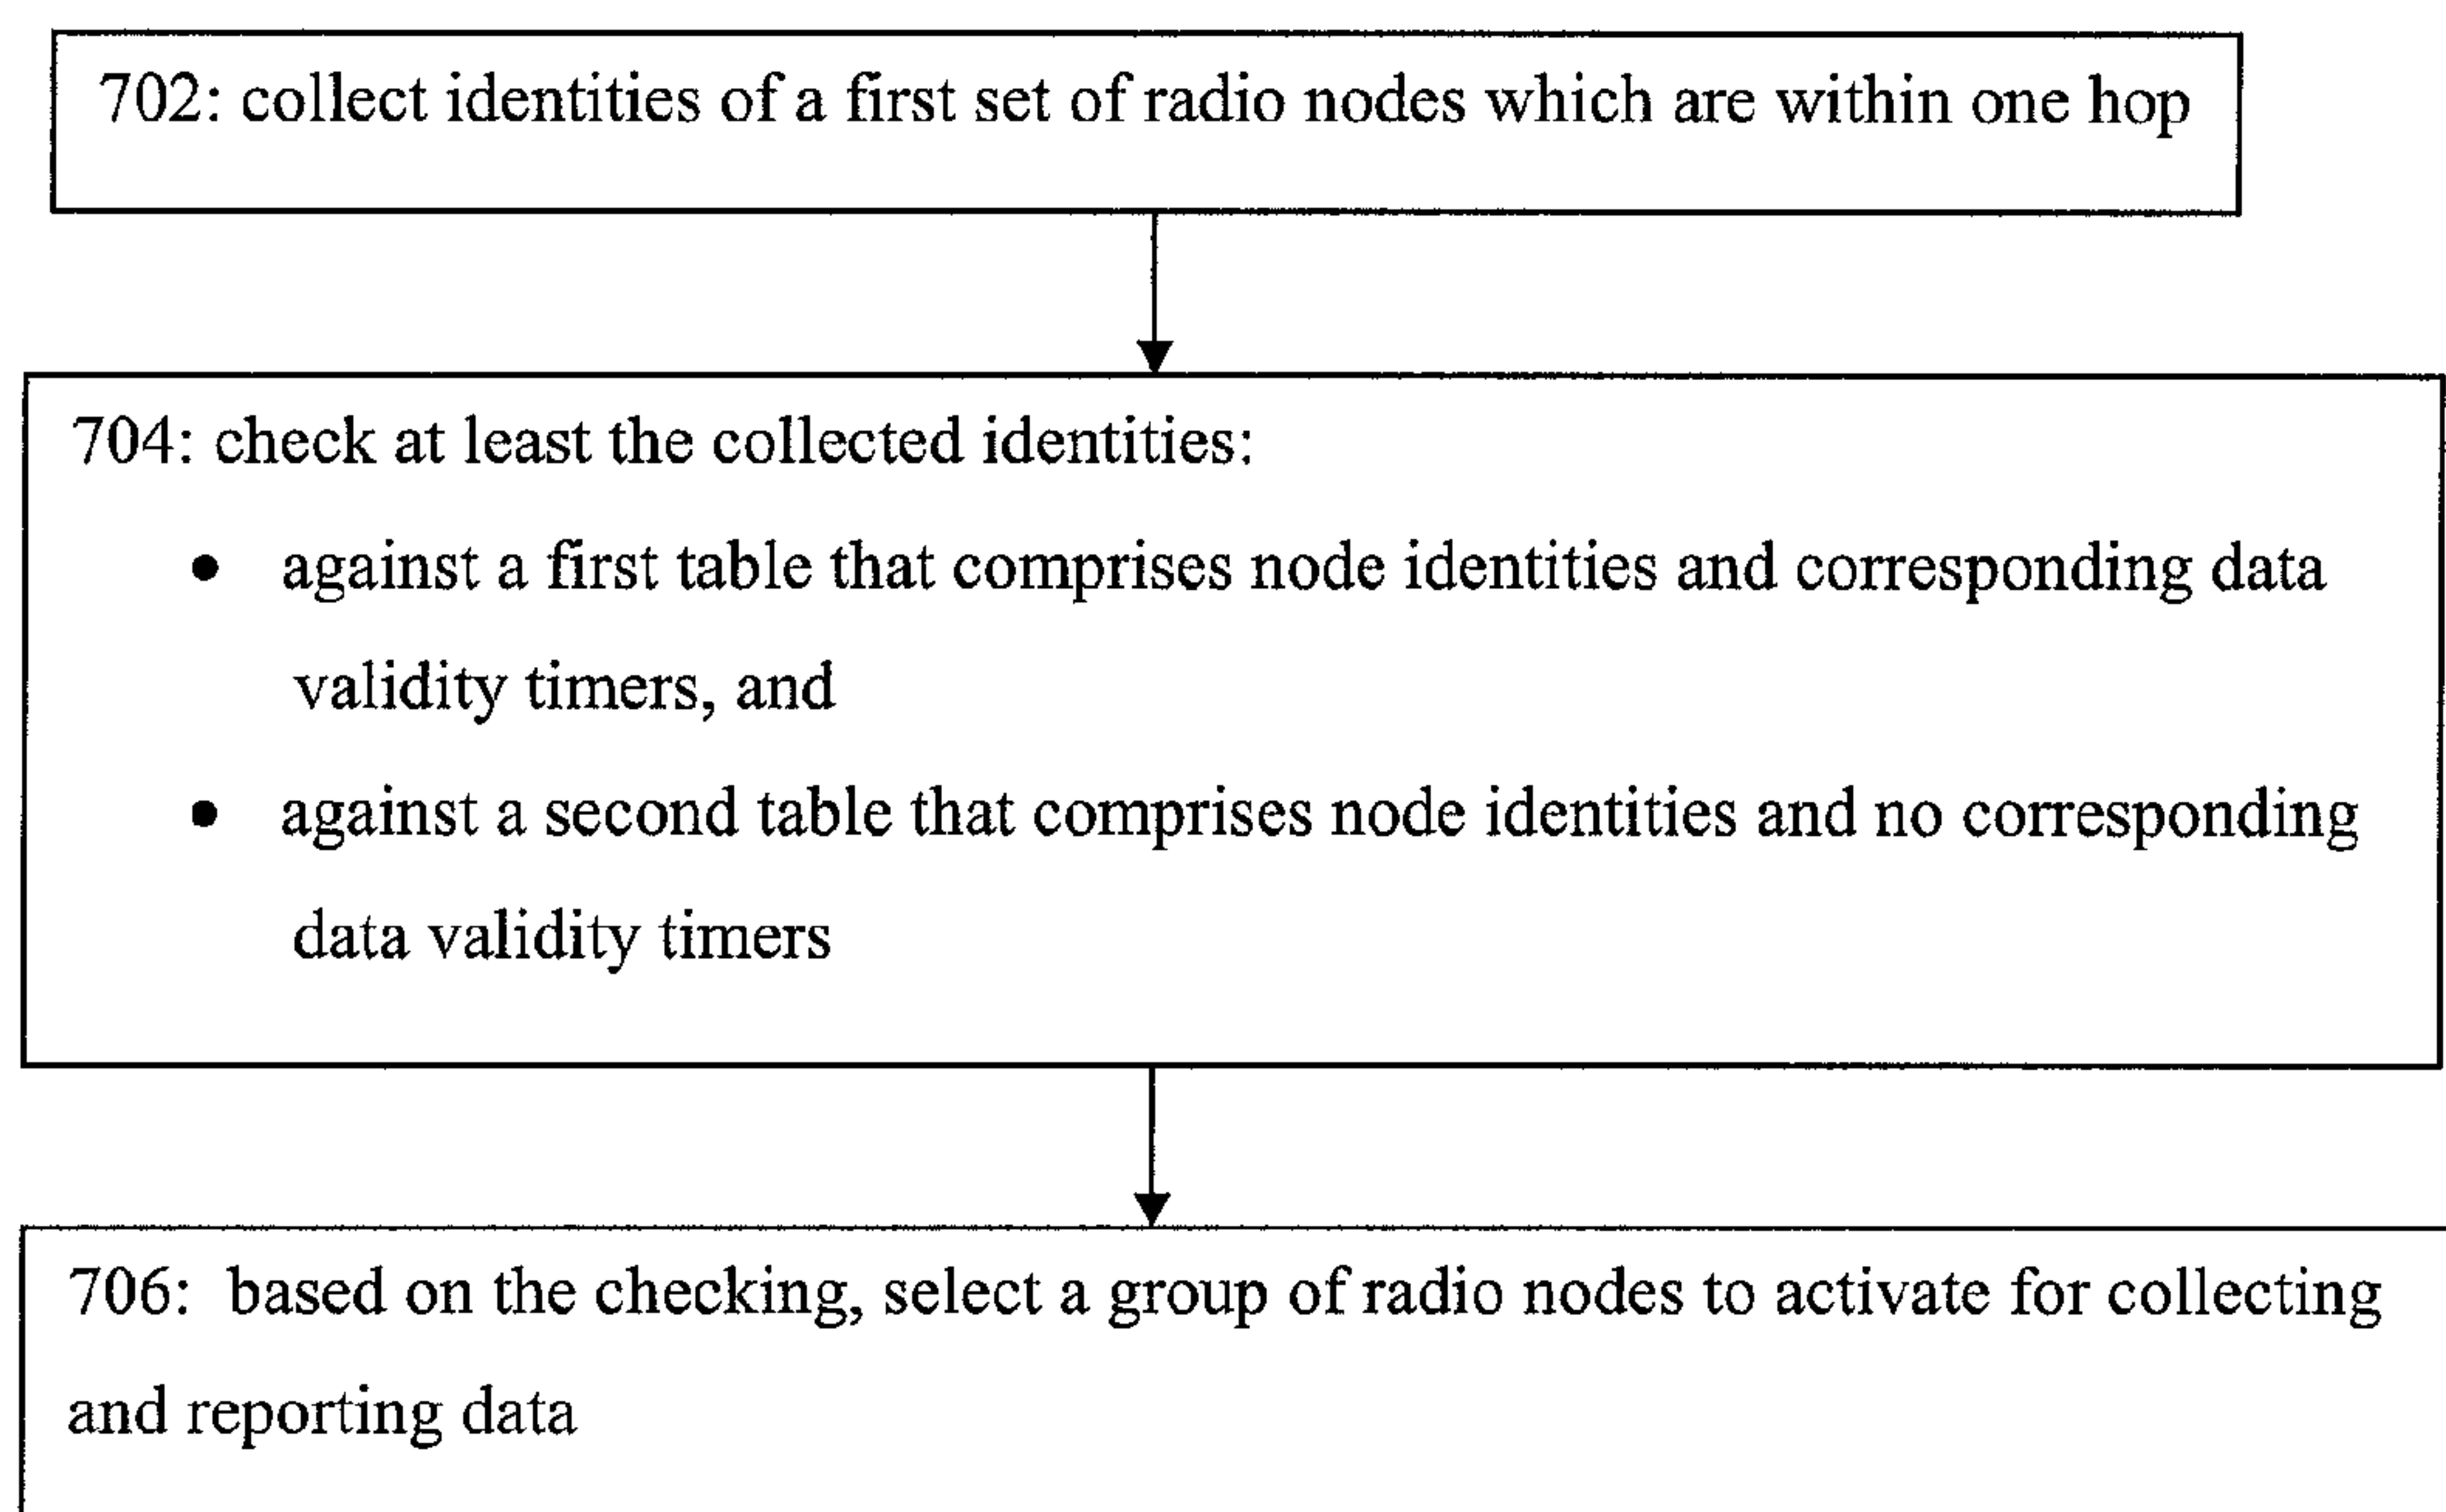 702: collect identities of a first set of radio nodes which are within one hop
704: check at least the collected identities:
• against a first table that comprises node identities and corresponding data
validity timers, and
• against a second table that comprises node identities and no corresponding
data validity timers
706: based on the checking, select a group of radio nodes to activate for collecting
and reporting data